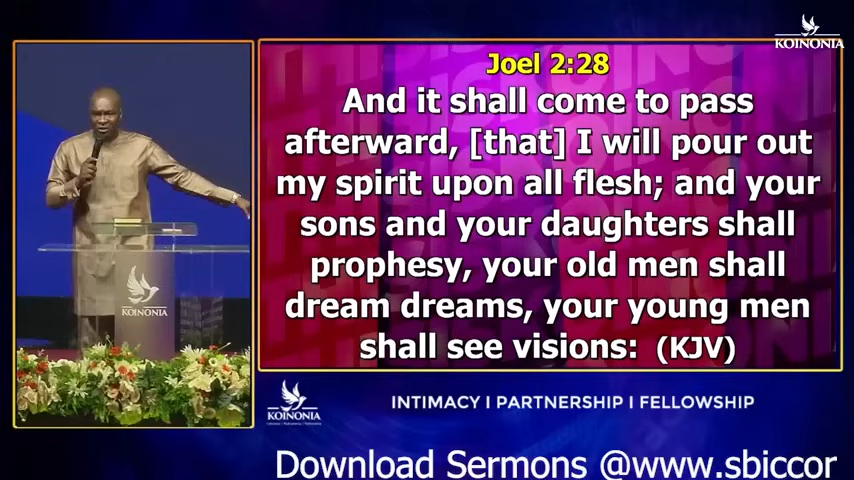 KOINONIA
Joel 2:28
And it shall come to pass
afterward, [that] I will pour out
my spirit upon all flesh; and your
sons and your daughters shall
prophesy, your old men shall
dream dreams, your young men
shall see visions: (KJV)
KOINONIA
KOINONIA
INTIMACY I PARTNERSHIP I FELLOWSHIP
Download Sermons @www.sbiccor